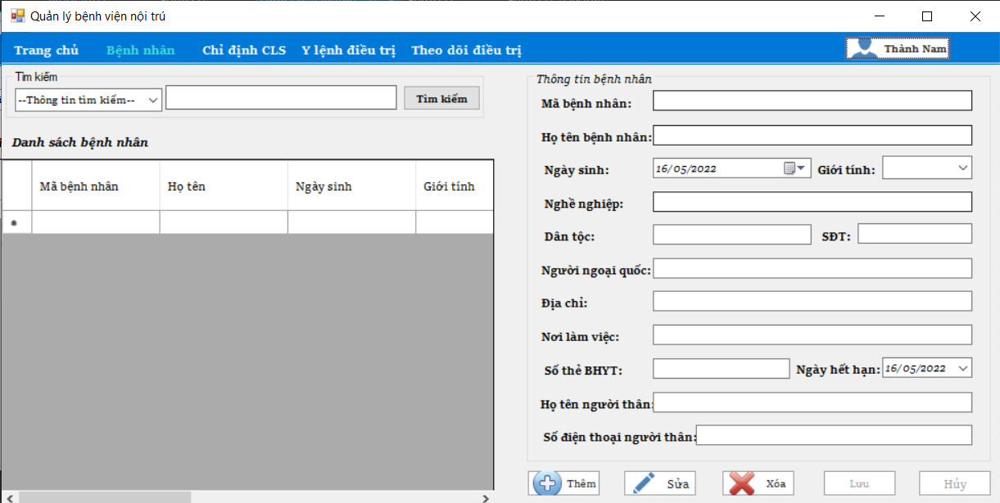 Quản lý bệnh viện nội trú
Trang chủ Bệnh nhân Chỉ định CLS Y lệnh điều trị Theo dõi điều trị Thành Nam
Tìm kiếm
--Thông tin tìm kiếm-- Tìm kiếm
Danh sách bệnh nhân
Mã bệnh nhân Họ tên Ngày sinh Giới tính
Thông tin bệnh nhân
Mã bệnh nhân:
Họ tên bệnh nhân:
Ngày sinh: 16/05/2022 Giới tính:
Nghề nghiệp:
Dân tộc: SĐT:
Người ngoại quốc:
Địa chỉ:
Nơi làm việc:
Số thẻ BHYT: Ngày hết hạn: 16/05/2022
Họ tên người thân:
Số điện thoại người thân:
Thêm Sửa Xóa Lưu Hủy